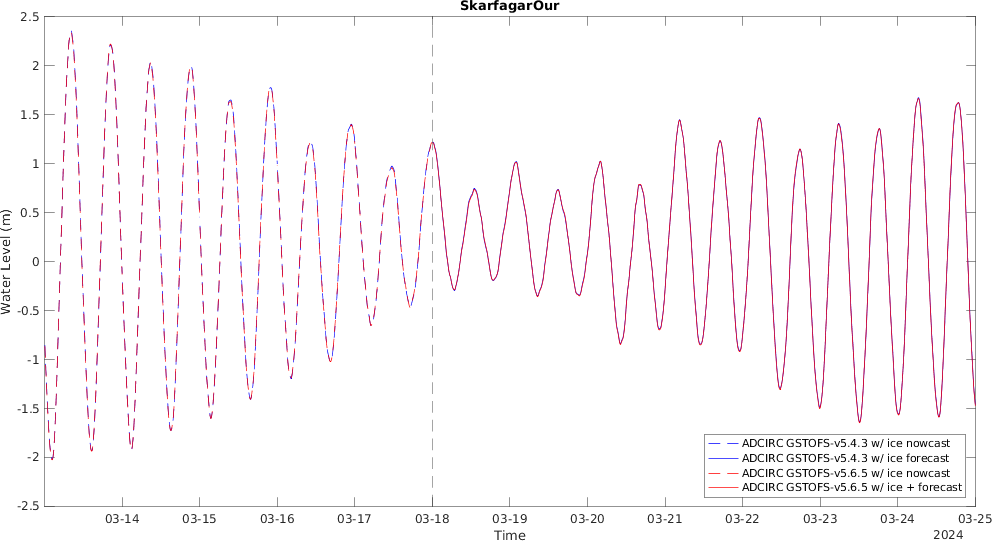 SkarfagarOur
Water Level (m)
2.5
2
1.5
1
0.5
0
-0.5
-1
-1.5
-2
-2.5
ADCIRC GSTOFS-v5.4.3 w/ ice nowcast
ADCIRC GSTOFS-v5.4.3 w/ ice forecast
ADCIRC GSTOFS-v5.6.5 w/ ice nowcast
ADCIRC GSTOFS-v5.6.5 w/ ice + forecast
03-14 03-15 03-16 03-17 03-18 03-19 03-20 03-21 03-22 03-23 03-24 03-25
Time
2024